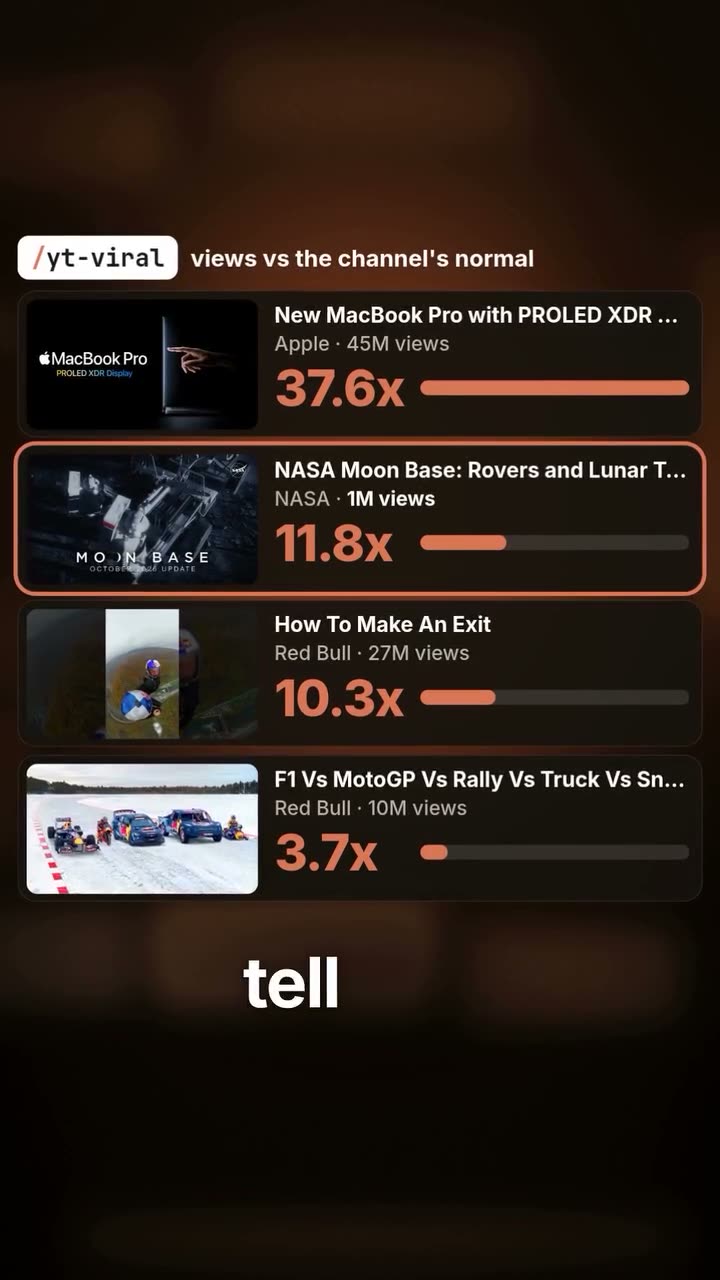 /yt-viral views vs the channel's normal
MacBook Pro
PROLED XDR Display
New MacBook Pro with PROLED XDR ...
Apple · 45M views
37.6x
NASA
MOON BASE
UPDATE
NASA Moon Base: Rovers and Lunar T...
NASA · 1M views
11.8x
How To Make An Exit
Red Bull · 27M views
10.3x
F1 Vs MotoGP Vs Rally Vs Truck Vs Sn...
Red Bull · 10M views
3.7x
tell